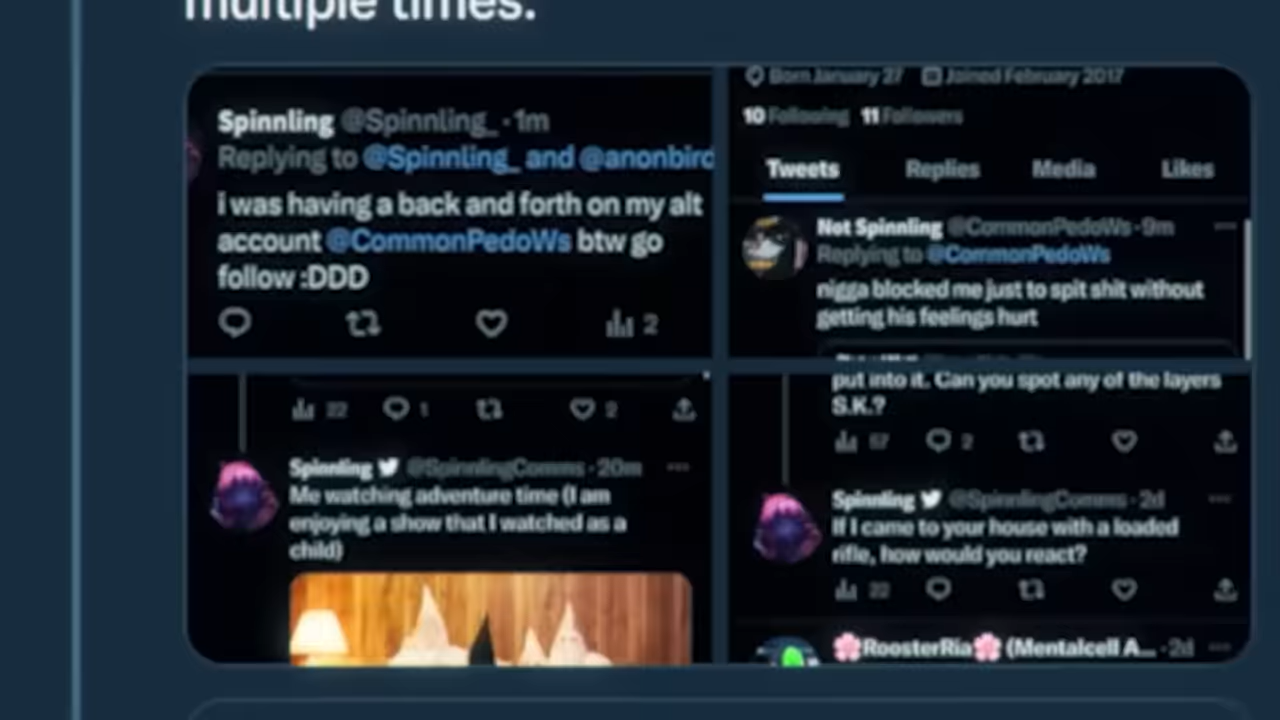 multiple times.
Spinnling @Spinnling_ · 1m
Replying to @Spinnling_ and @anonbird
i was having a back and forth on my alt
account @CommonPedoWs btw go
follow :DDD
2
Born January 27 Joined February 2017
10 Following 11 Followers
Tweets Replies Media Likes
Not Spinnling @CommonPedoWs · 9m
Replying to @CommonPedoWs
nigga blocked me just to spit shit without
getting his feelings hurt
22 1 2
Spinnling @SpinnlingComms · 20m
Me watching adventure time (I am
enjoying a show that I watched as a
child)
put into it. Can you spot any of the layers
S.K.?
57 2
Spinnling @SpinnlingComms · 2d
If I came to your house with a loaded
rifle, how would you react?
22
🌸RoosterRia🌸 (Mentalcell A... · 2d